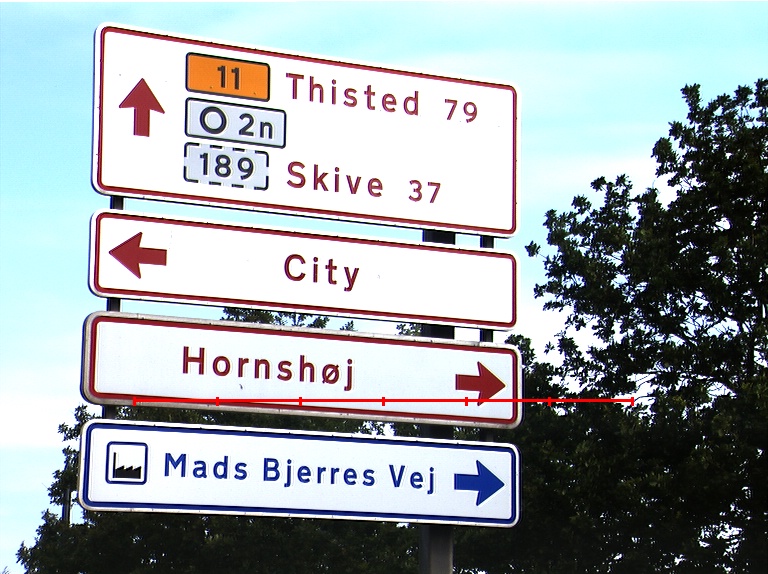 11 Thisted 79
2n
189 Skive 37
City
Hornshøj
Mads Bjerres Vej